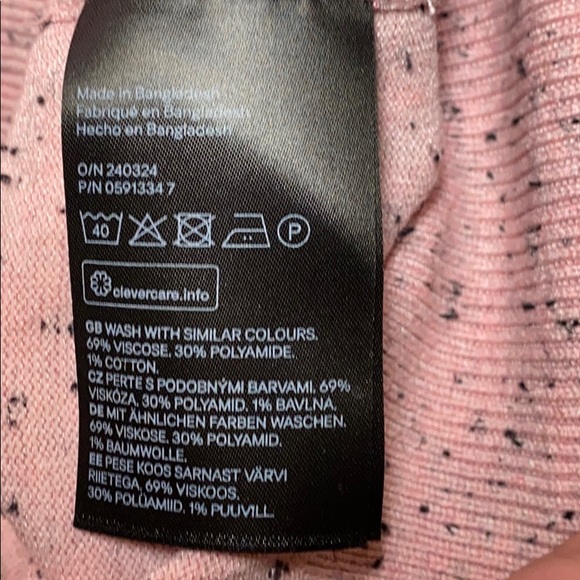 Made in Bangladesh
Fabriqué en Bangladesh
Hecho en Bangladesh
O/N 240324
P/N 0591334 7
40
P
clevercare.info
GB WASH WITH SIMILAR COLOURS.
69% VISCOSE. 30% POLYAMIDE.
1% COTTON.
CZ PERTE S PODOBNÝMI BARVAMI. 69%
VISKÓZA. 30% POLYAMID. 1% BAVLNA.
DE MIT ÄHNLICHEN FARBEN WASCHEN.
69% VISKOSE. 30% POLYAMID.
1% BAUMWOLLE.
EE PESE KOOS SARNAST VÄRVI
RIIETEGA, 69% VISKOOS.
30% POLÜAMIID. 1% PUUVILL.